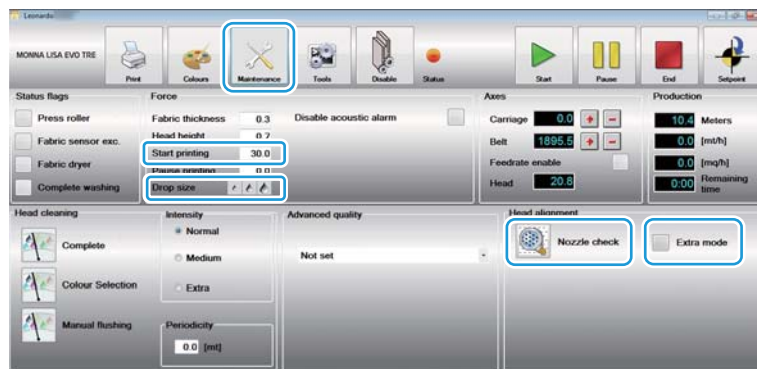 Leonardo
MONNA LISA EVO TRE
Print
Colours
Maintenance
Tools
Disable
Status
Start
Pause
End
Setpoint
Status flags
Press roller
Fabric sensor exc.
Fabric dryer
Complete washing
Force
Fabric thickness 0.3
Head height 0.7
Start printing 30.0
Pause printing 0.0
Drop size
Disable acoustic alarm
Axes
Carriage 0.0 + -
Belt 1895.5 + -
Feedrate enable
Head 20.8
Production
10.4 Meters
0.0 [mt/h]
0.0 [mq/h]
0:00 Remaining
time
Head cleaning
Complete
Colour Selection
Manual flushing
Intensity
Normal
Medium
Extra
Periodicity
0.0 [mt]
Advanced quality
Not set
Head alignment
Nozzle check
Extra mode